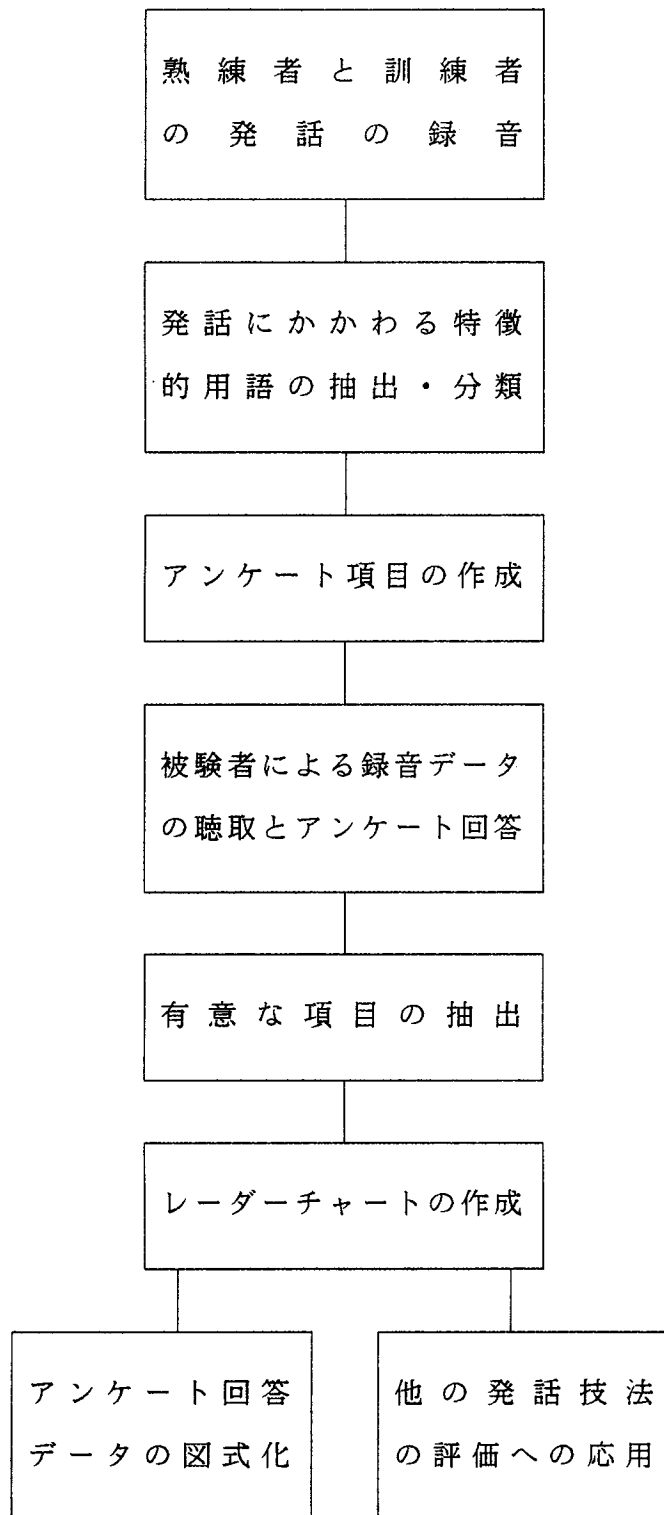 熟練者と訓練者
の発話の録音
発話にかかわる特徴
的用語の抽出・分類
アンケート項目の作成
被験者による録音データ
の聴取とアンケート回答
有意な項目の抽出
レーダーチャートの作成
アンケート回答
データの図式化
他の発話技法
の評価への応用